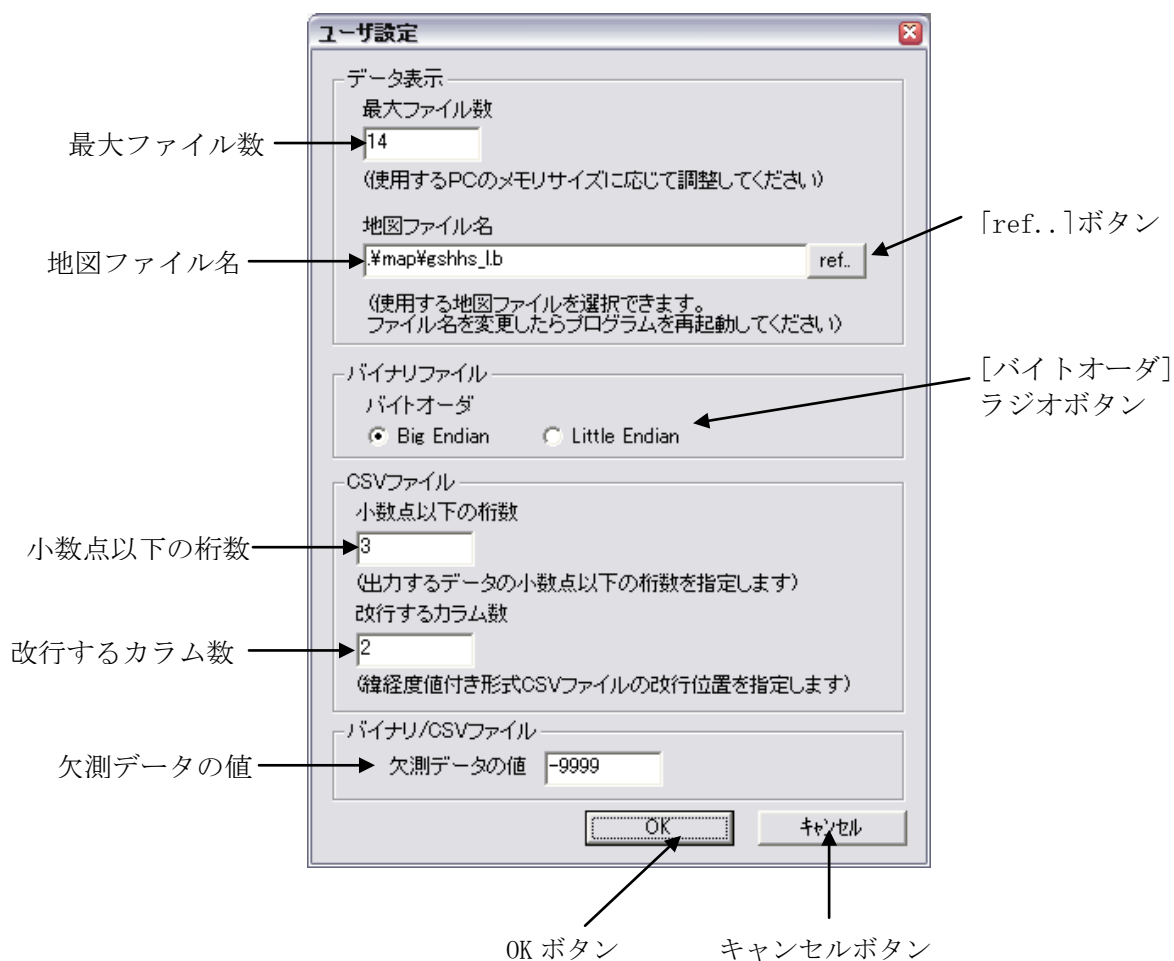 ユーザ設定
データ表示
最大ファイル数
最大ファイル数
14
(使用するPCのメモリサイズに応じて調整してください)
地図ファイル名
[ref..]ボタン
地図ファイル名
.¥map¥gshhs_l.b
ref..
(使用する地図ファイルを選択できます。
ファイル名を変更したらプログラムを再起動してください)
バイナリファイル
バイトオーダ
Big Endian
Little Endian
[バイトオーダ]
ラジオボタン
CSVファイル
小数点以下の桁数
小数点以下の桁数
3
(出力するデータの小数点以下の桁数を指定します)
改行するカラム数
改行するカラム数
2
(緯経度値付き形式CSVファイルの改行位置を指定します)
バイナリ/CSVファイル
欠測データの値
欠測データの値
-9999
OK
キャンセル
OK ボタン
キャンセルボタン